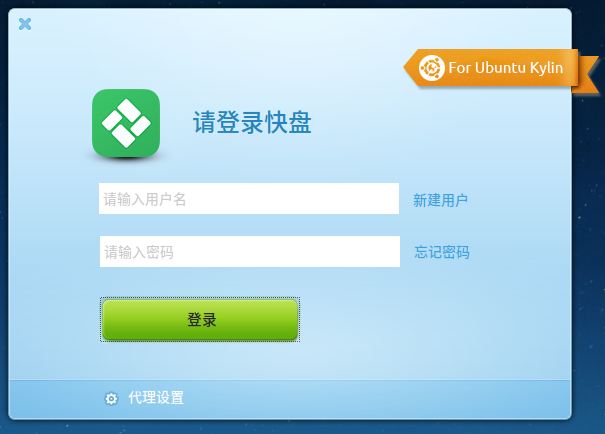 For Ubuntu Kylin
请登录快盘
请输入用户名
新建用户
请输入密码
忘记密码
登录
代理设置